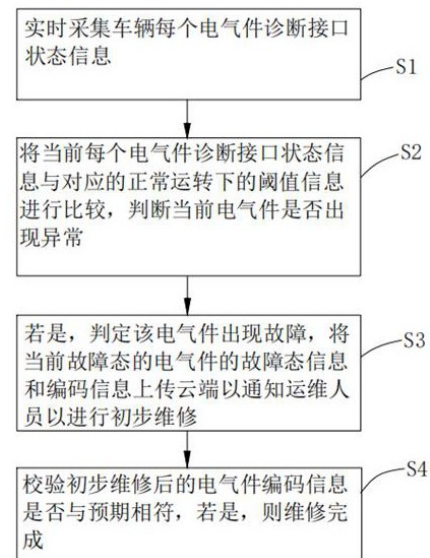 实时采集车辆每个电气件诊断接口
状态信息
S1
将当前每个电气件诊断接口状态信
息与对应的正常运转下的阈值信息
进行比较，判断当前电气件是否出
现异常
S2
若是，判定该电气件出现故障，将
当前故障态的电气件的故障态信息
和编码信息上传云端以通知运维人
员以进行初步维修
S3
校验初步维修后的电气件编码信息
是否与预期相符，若是，则维修完
成
S4